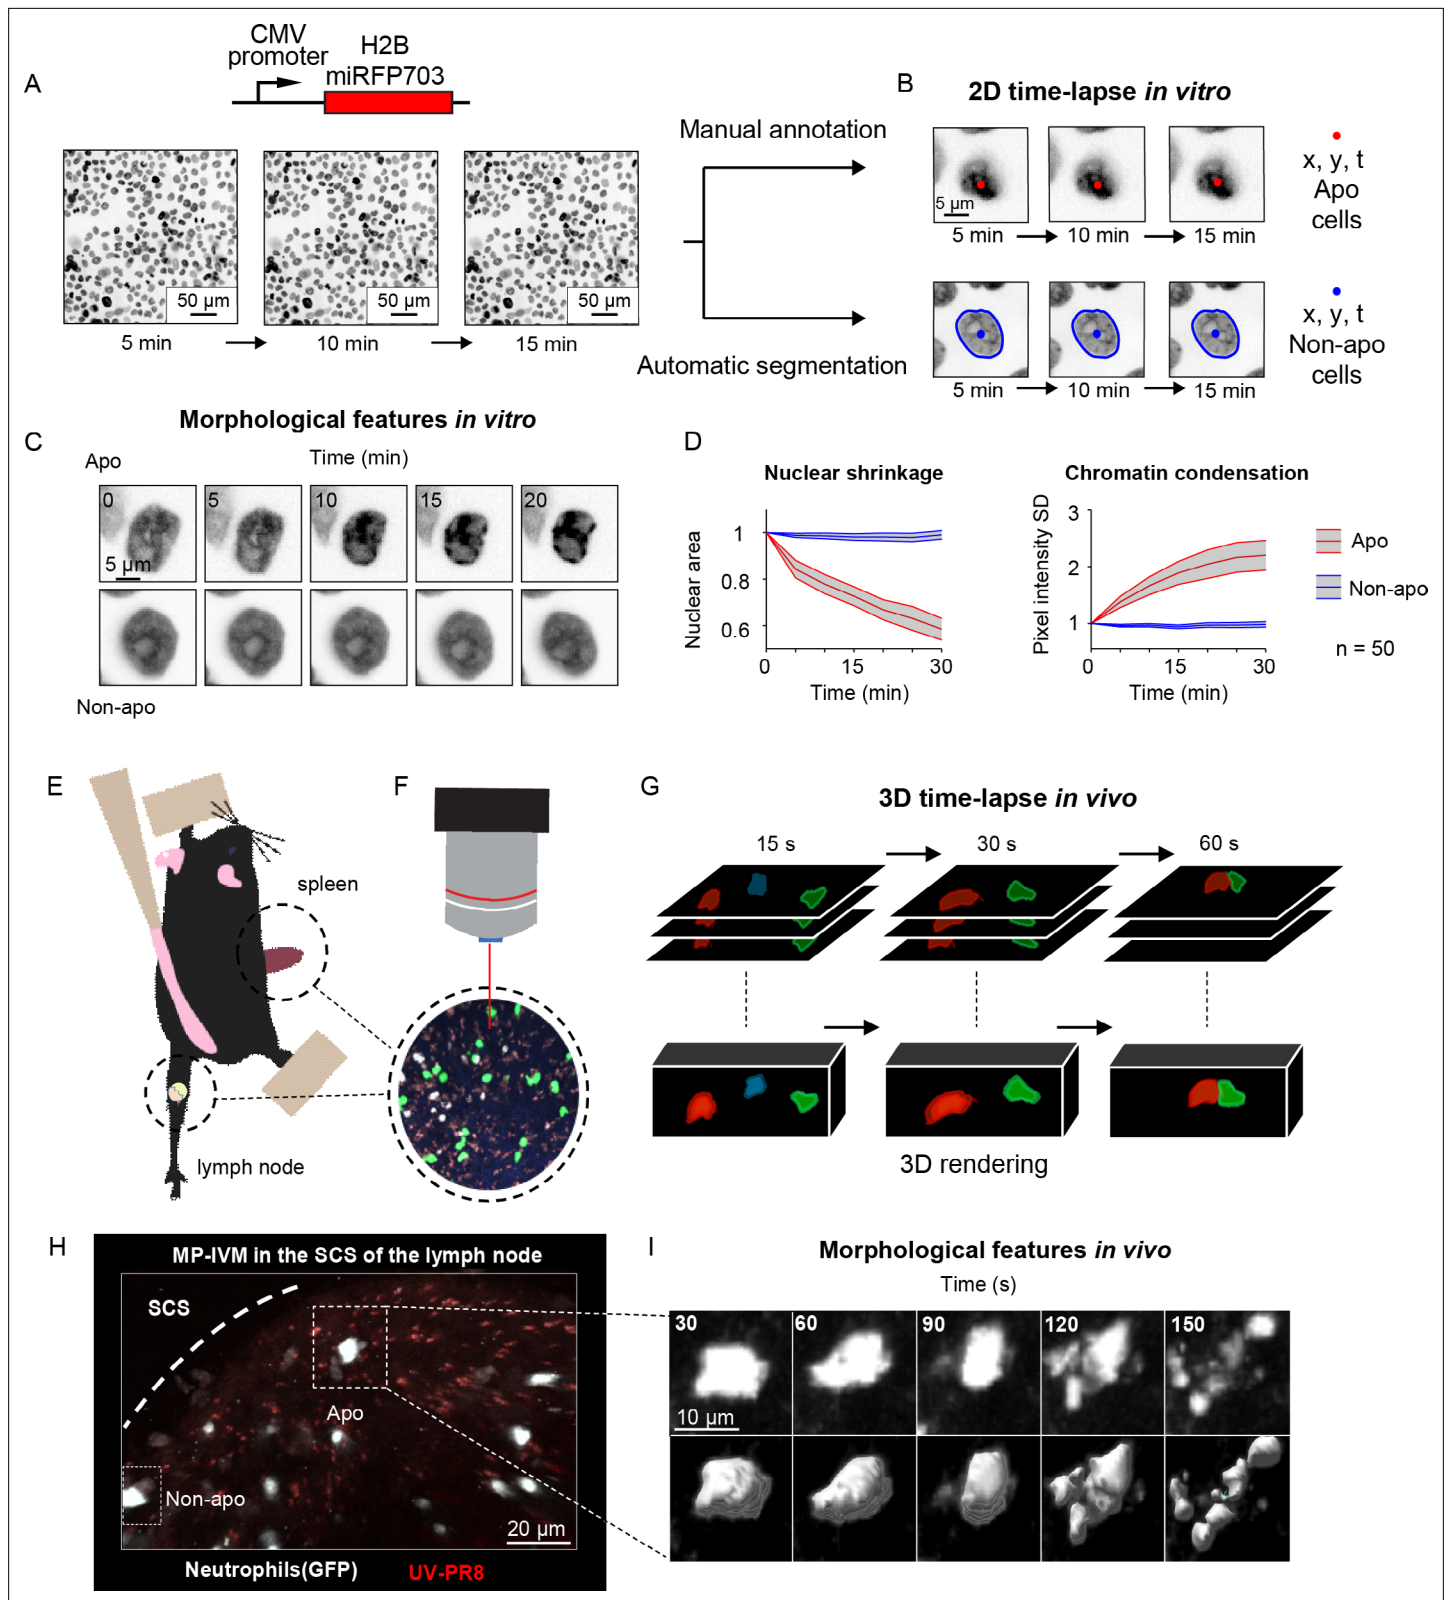 A
CMV
promoter
H2B
miRFP703
50 µm
50 µm
50 µm
5 min
10 min
15 min
Manual annotation
Automatic segmentation
B
2D time-lapse in vitro
5 µm
5 min
10 min
15 min
x, y, t
Apo
cells
5 min
10 min
15 min
x, y, t
Non-apo
cells
Morphological features in vitro
C
Apo
Time (min)
0
5
10
15
20
5 µm
Non-apo
D
Nuclear shrinkage
Nuclear area
1
0.8
0.6
0
15
30
Time (min)
Chromatin condensation
Pixel intensity SD
3
2
1
0
15
30
Time (min)
Apo
Non-apo
n = 50
E
spleen
lymph node
F
G
3D time-lapse in vivo
15 s
30 s
60 s
3D rendering
H
MP-IVM in the SCS of the lymph node
SCS
Apo
Non-apo
20 µm
Neutrophils(GFP)
UV-PR8
I
Morphological features in vivo
Time (s)
30
60
90
120
150
10 µm